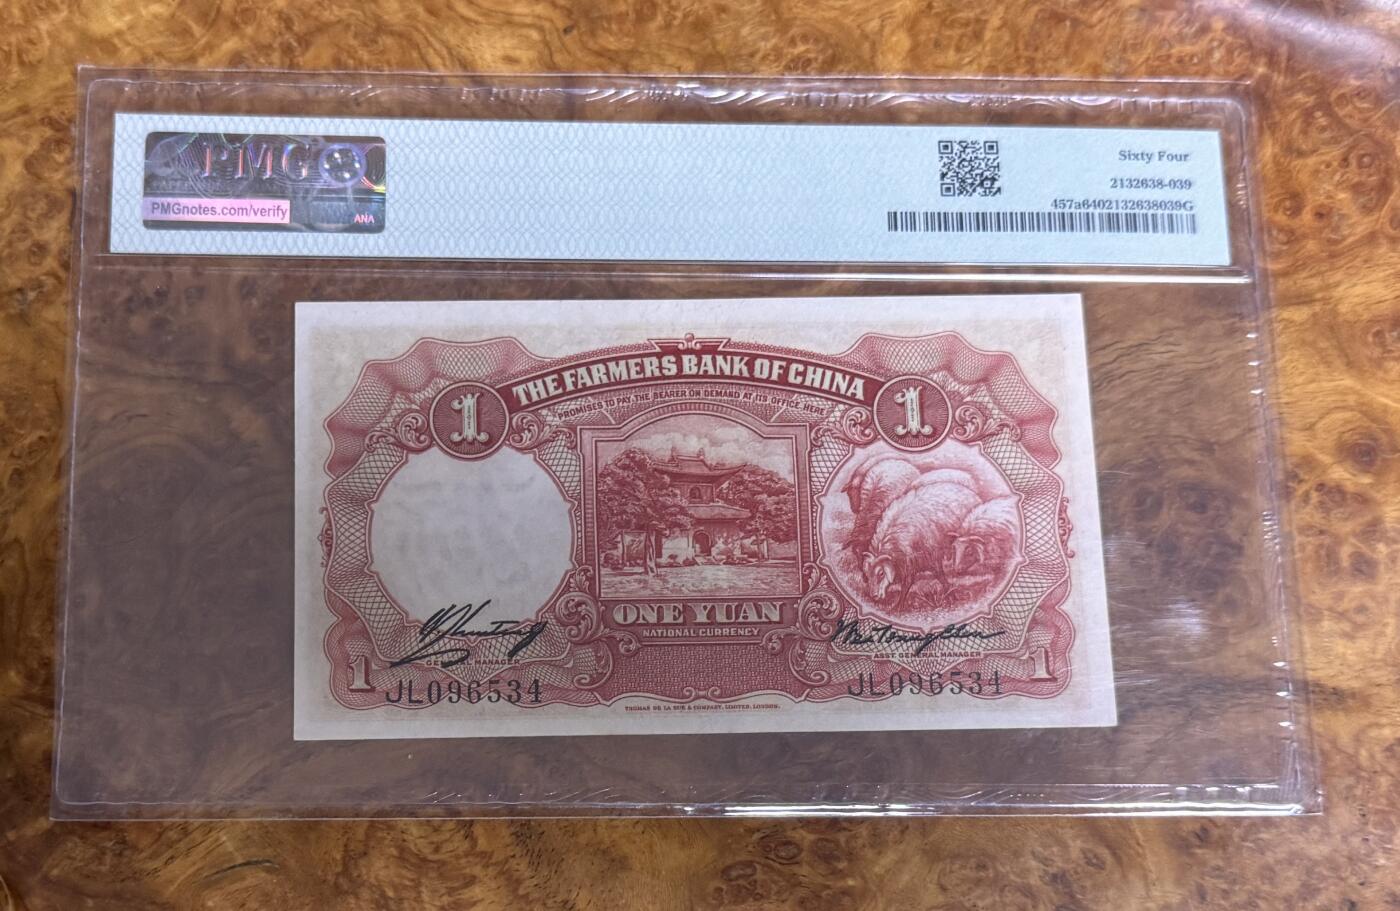 PMG
PMGnotes.com/verify
ANA
Sixty Four
2132638-039
457a6402132638039G
THE FARMERS BANK OF CHINA
PROMISES TO PAY THE BEARER ON DEMAND AT ITS OFFICE HERE
1
1
ONE YUAN
NATIONAL CURRENCY
GENERAL MANAGER
ASST. GENERAL MANAGER
1
1
JL096534
JL096534
THOMAS DE LA RUE & COMPANY, LIMITED, LONDON.